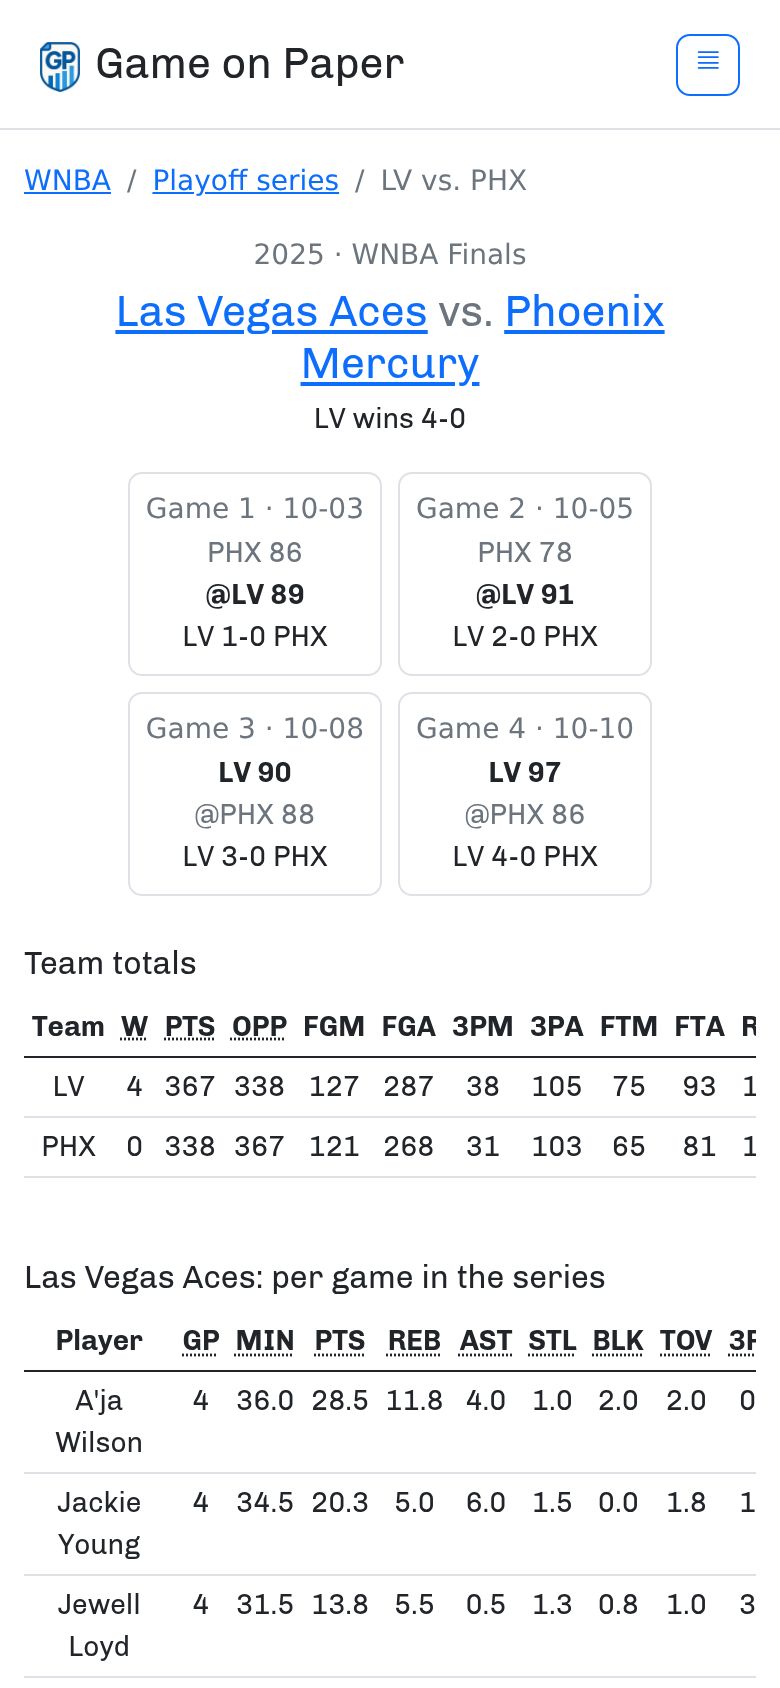 GP Game on Paper
WNBA / Playoff series / LV vs. PHX
2025 · WNBA Finals
Las Vegas Aces vs. Phoenix
Mercury
LV wins 4-0
Game 1 · 10-03
PHX 86
@LV 89
LV 1-0 PHX
Game 2 · 10-05
PHX 78
@LV 91
LV 2-0 PHX
Game 3 · 10-08
LV 90
@PHX 88
LV 3-0 PHX
Game 4 · 10-10
LV 97
@PHX 86
LV 4-0 PHX
Team totals
Team W PTS OPP FGM FGA 3PM 3PA FTM FTA
LV 4 367 338 127 287 38 105 75 93
PHX 0 338 367 121 268 31 103 65 81
Las Vegas Aces: per game in the series
Player GP MIN PTS REB AST STL BLK TOV
A'ja
Wilson 4 36.0 28.5 11.8 4.0 1.0 2.0 2.0
Jackie
Young 4 34.5 20.3 5.0 6.0 1.5 0.0 1.8
Jewell
Loyd 4 31.5 13.8 5.5 0.5 1.3 0.8 1.0